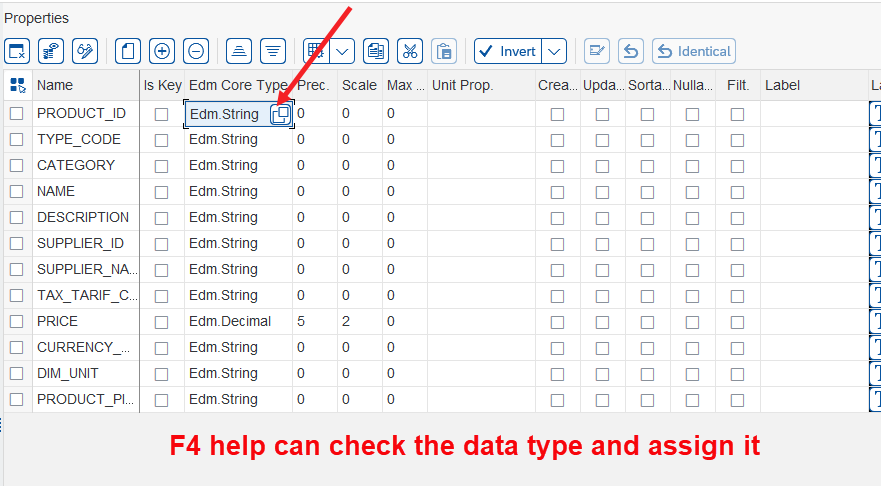 Properties
Invert Identical
Name Is Key Edm Core Type Prec. Scale Max ... Unit Prop. Crea... Upda... Sorta... Nulla... Filt. Label La
PRODUCT_ID Edm.String 0 0 0
TYPE_CODE Edm.String 0 0 0
CATEGORY Edm.String 0 0 0
NAME Edm.String 0 0 0
DESCRIPTION Edm.String 0 0 0
SUPPLIER_ID Edm.String 0 0 0
SUPPLIER_NA... Edm.String 0 0 0
TAX_TARIF_C... Edm.String 0 0 0
PRICE Edm.Decimal 5 2 0
CURRENCY_... Edm.String 0 0 0
DIM_UNIT Edm.String 0 0 0
PRODUCT_PI... Edm.String 0 0 0
F4 help can check the data type and assign it